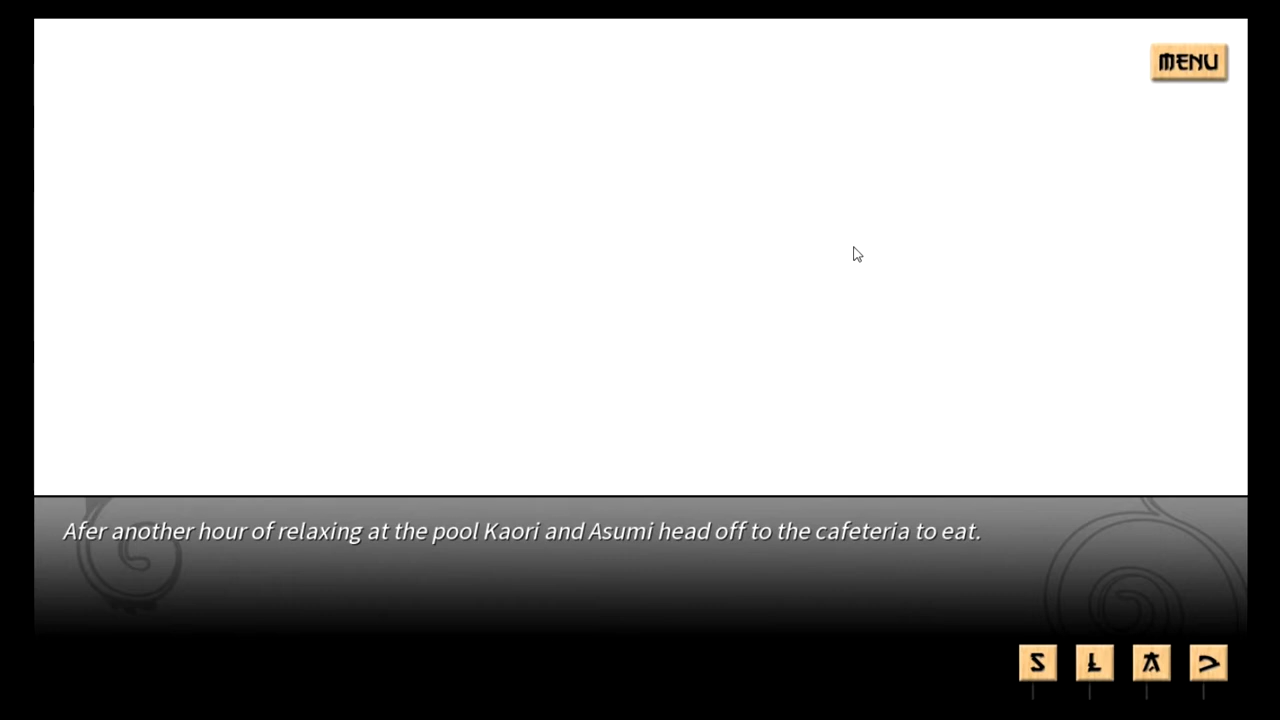 MENU
Afer another hour of relaxing at the pool Kaori and Asumi head off to the cafeteria to eat.
S L A >